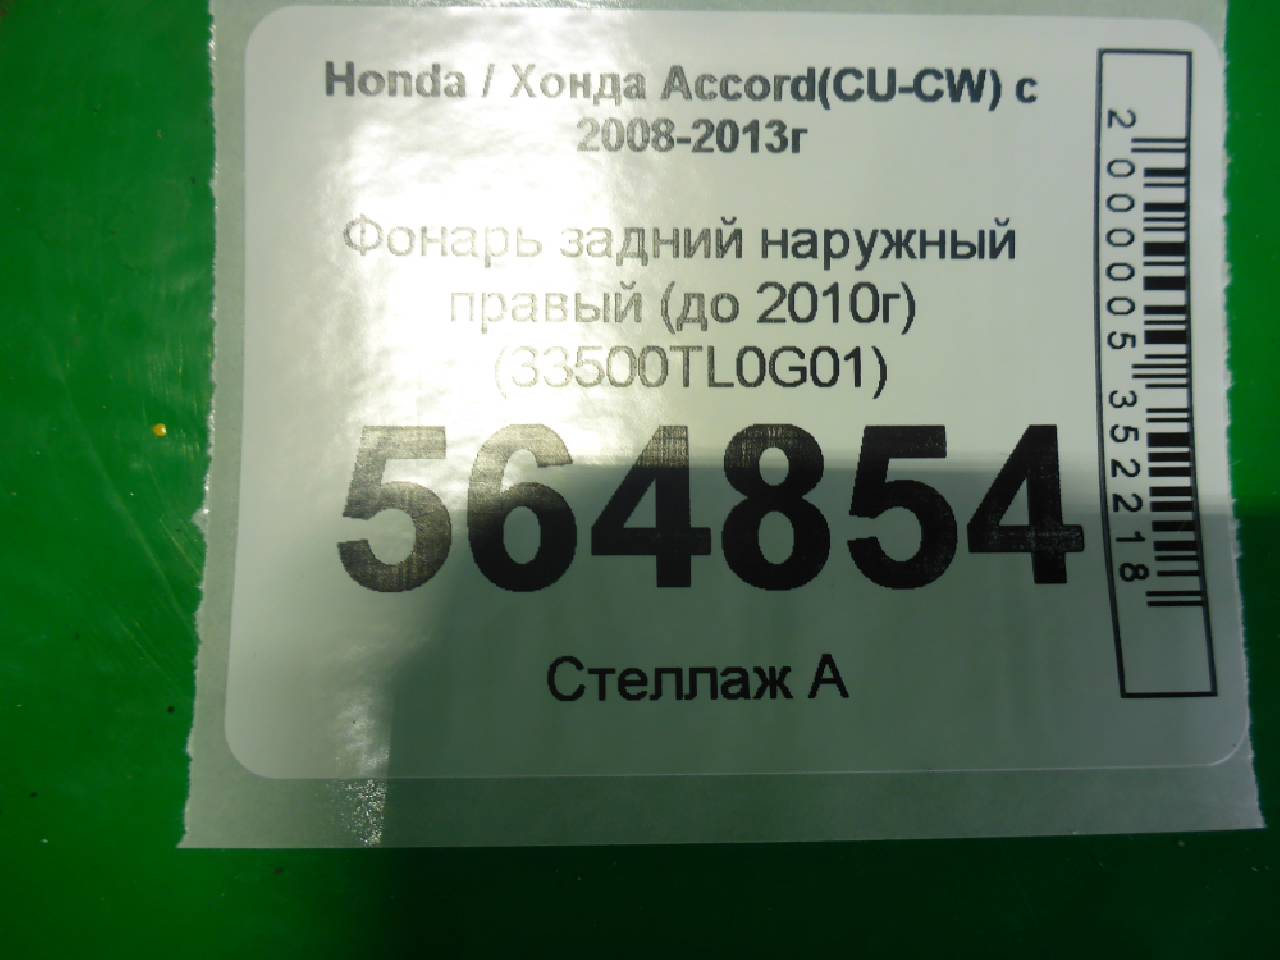 Honda / Хонда Accord(CU-CW) с
2008-2013г
Фонарь задний наружный
правый (до 2010г)
(33500TL0G01)
564854
Стеллаж А
2000005352218